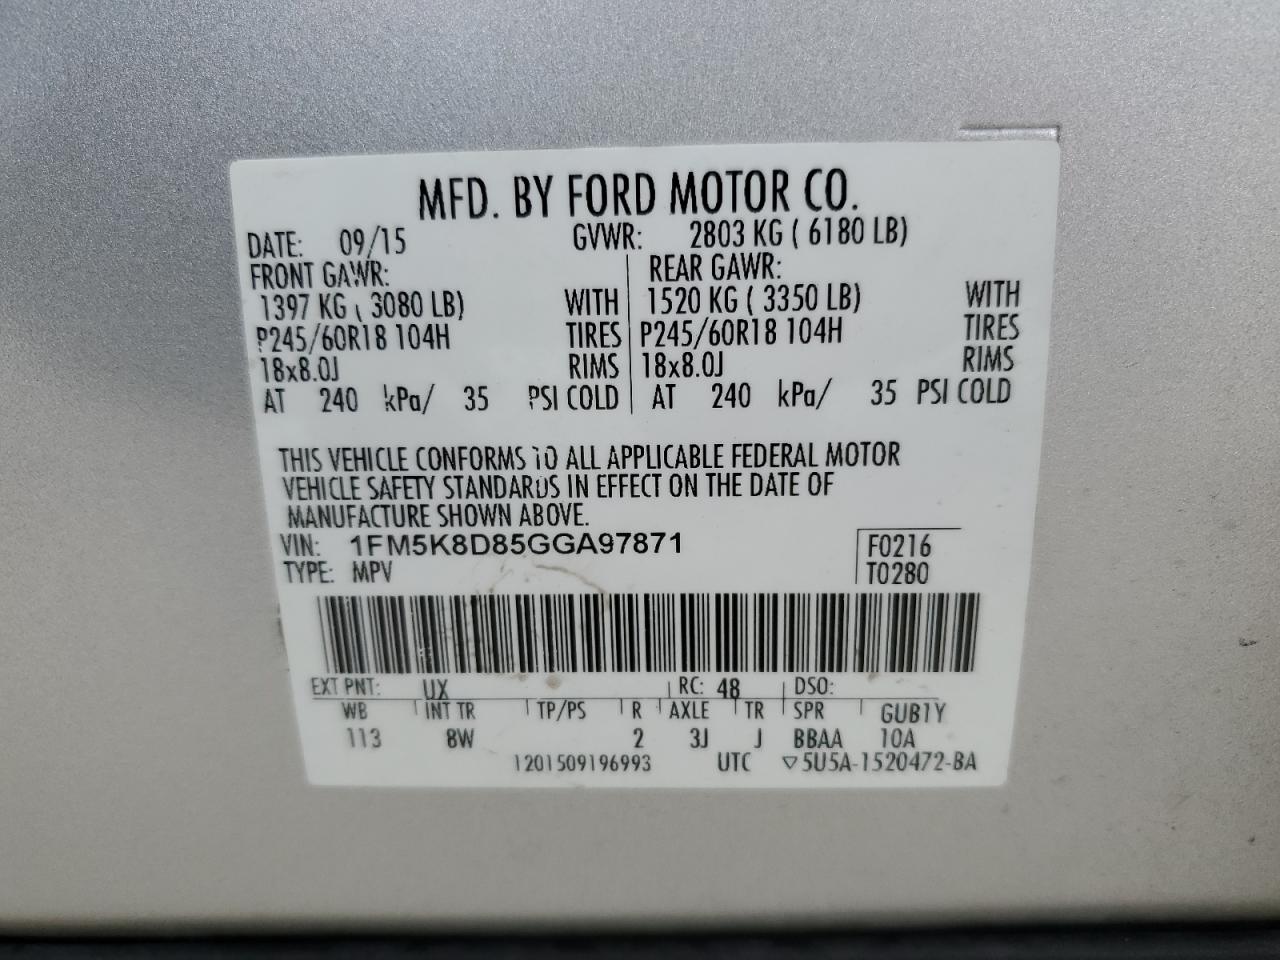 MFD. BY FORD MOTOR CO.
DATE: 09/15 GVWR: 2803 KG ( 6180 LB)
FRONT GAWR: REAR GAWR:
1397 KG ( 3080 LB) WITH 1520 KG ( 3350 LB) WITH
P245/60R18 104H TIRES P245/60R18 104H TIRES
18x8.0J RIMS 18x8.0J RIMS
AT 240 kPa/ 35 PSI COLD AT 240 kPa/ 35 PSI COLD
THIS VEHICLE CONFORMS TO ALL APPLICABLE FEDERAL MOTOR
VEHICLE SAFETY STANDARDS IN EFFECT ON THE DATE OF
MANUFACTURE SHOWN ABOVE.
VIN: 1FM5K8D85GGA97871 F0216
TYPE: MPV T0280
EXT PNT: UX RC: 48 DSO:
WB INT TR TP/PS R AXLE TR SPR GUB1Y
113 8W 2 3J J BBAA 10A
1201509196993 UTC ▽5U5A-1520472-BA